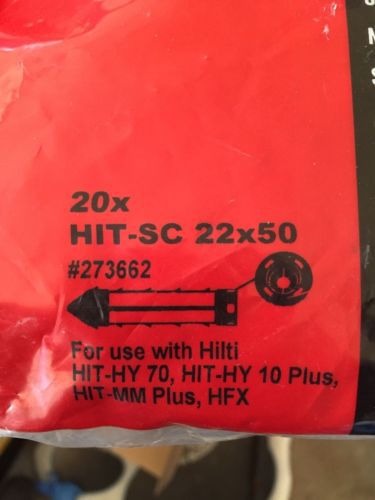 20x
HIT-SC 22x50
#273662
For use with Hilti
HIT-HY 70, HIT-HY 10 Plus,
HIT-MM Plus, HFX